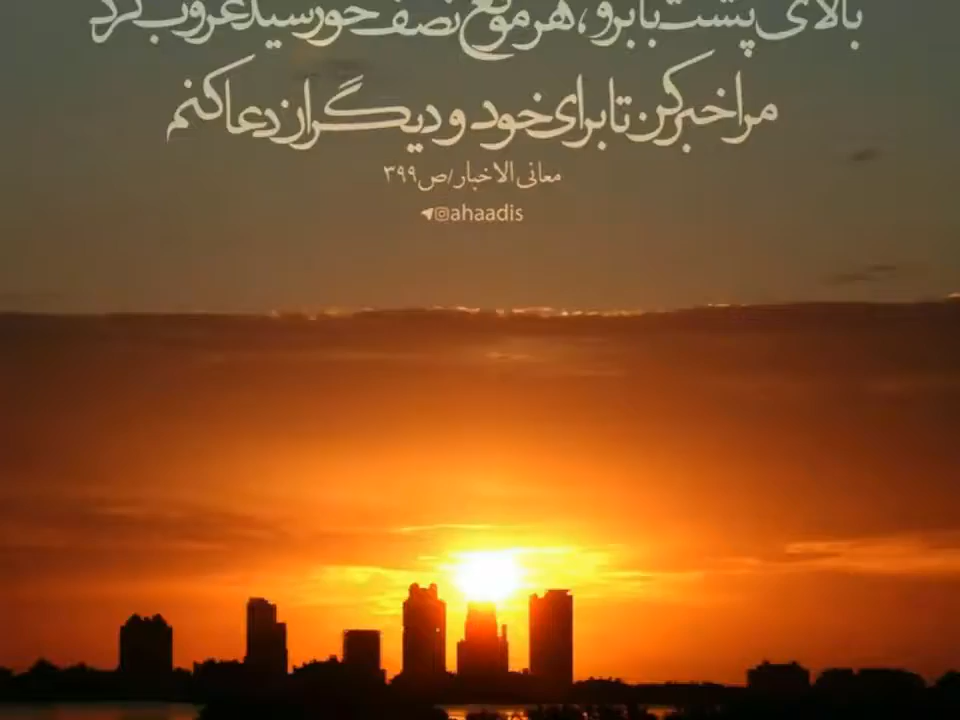 بالای پشت بام برو، هر موقع نصف خورشید غروب کرد
مرا خبر کن تا برای خود و دیگران دعا کنم
معانی الاخبار/ص۳۹۹
@ahaadis